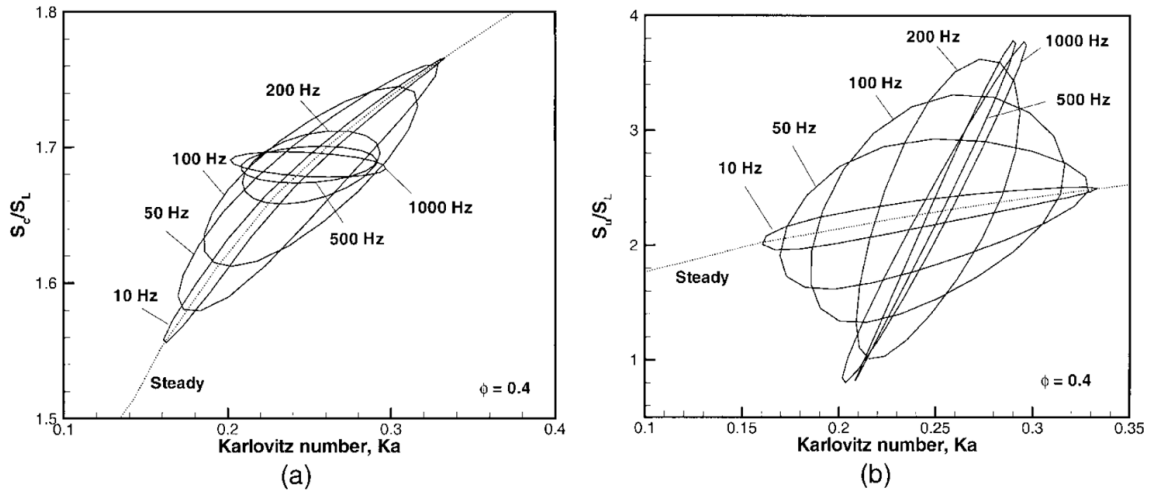 1.8
1.7
1.6
1.5
0.1
0.2
0.3
0.4
S_c/S_L
Karlovitz number, Ka
200 Hz
100 Hz
1000 Hz
50 Hz
500 Hz
10 Hz
Steady
ϕ = 0.4
(a)
4
3
2
1
0.1
0.15
0.2
0.25
0.3
0.35
S_u/S_L
Karlovitz number, Ka
200 Hz
1000 Hz
100 Hz
500 Hz
50 Hz
10 Hz
Steady
ϕ = 0.4
(b)